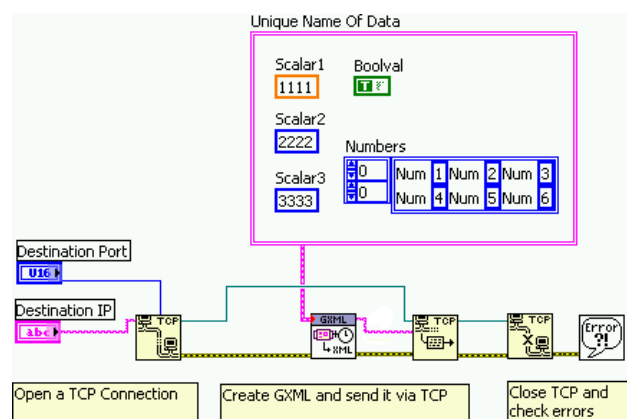 Unique Name Of Data
Scalar1
Boolval
1111
T
Scalar2
2222
Numbers
0
Num 1 Num 2 Num 3
0
Num 4 Num 5 Num 6
Scalar3
3333
Destination Port
U16
Destination IP
abc
TCP
GXML
XML
TCP
TCP
Error
?!
Open a TCP Connection
Create GXML and send it via TCP
Close TCP and
check errors